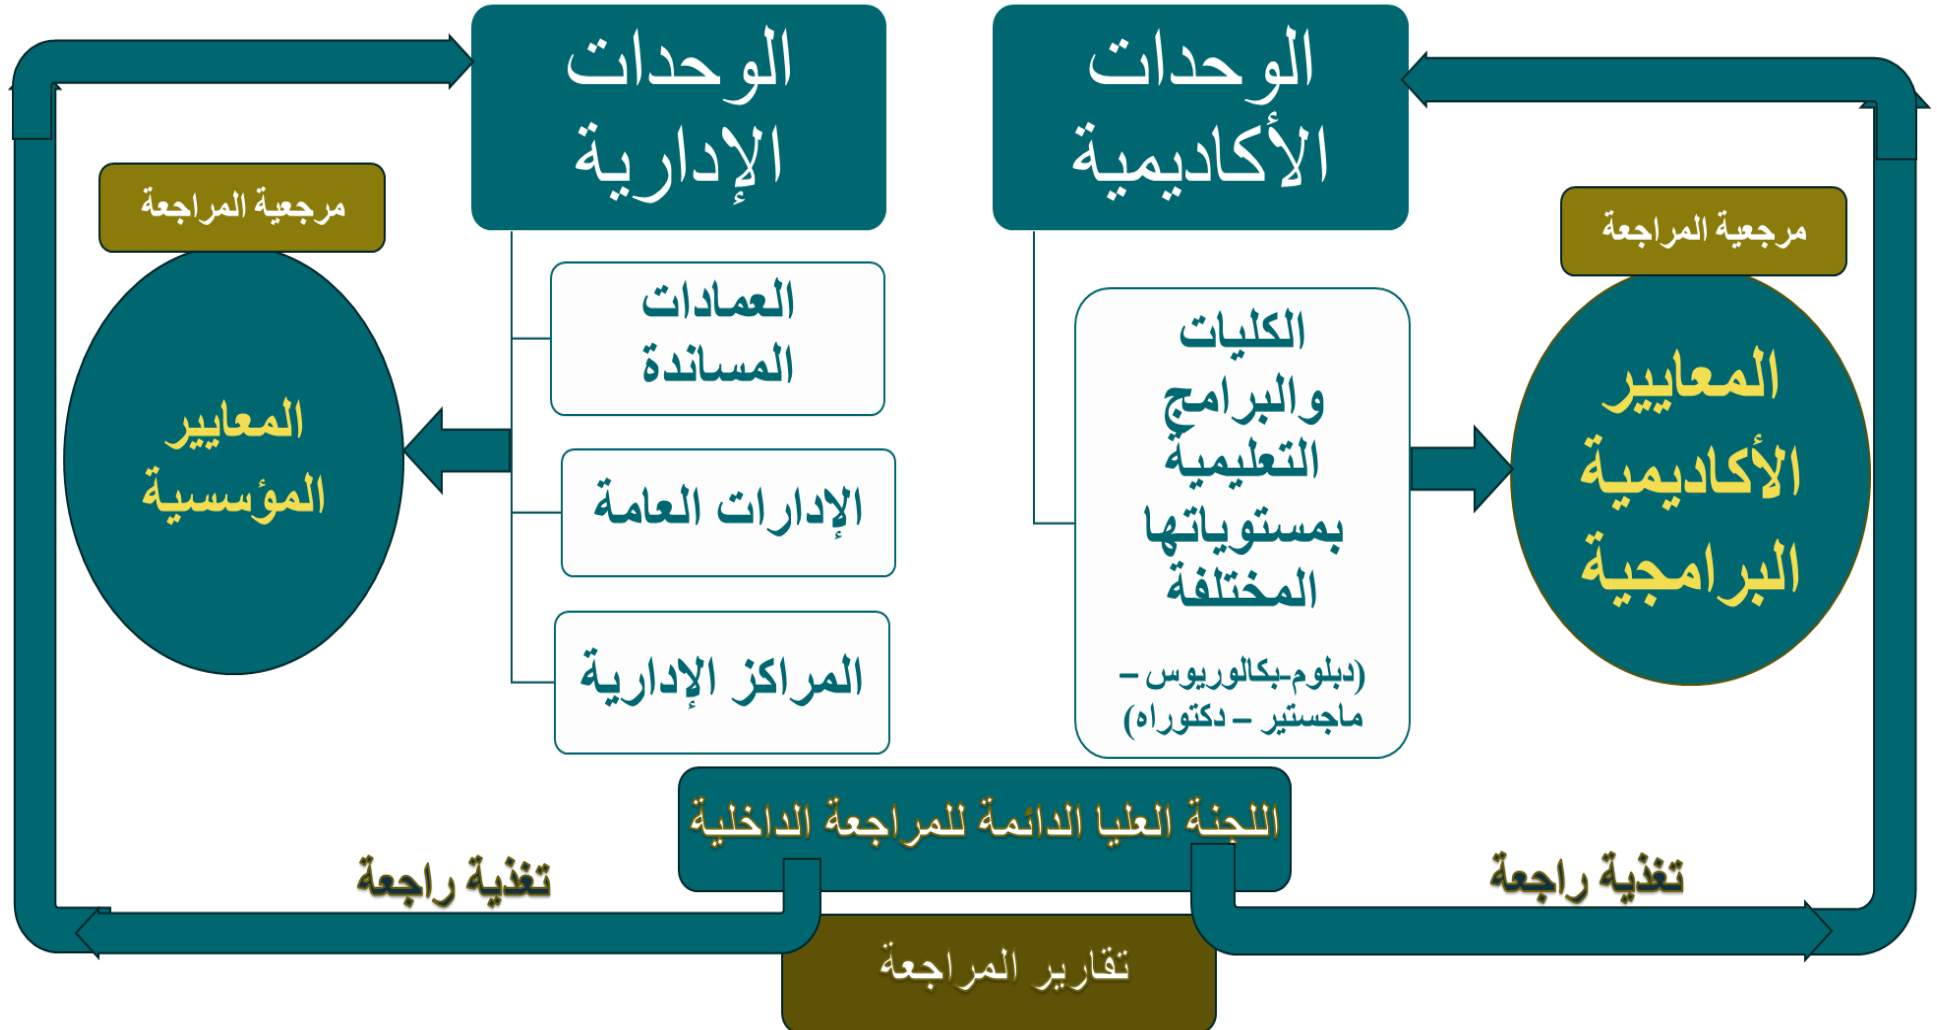 الوحدات
الأكاديمية
مرجعية المراجعة
المعايير
الأكاديمية
البرامجية
الكليات
والبرامج
التعليمية
بمستوياتها
المختلفة
(دبلوم-بكالوريوس –
ماجستير – دكتوراه)
الوحدات
الإدارية
العمادات
المساندة
الإدارات العامة
المراكز الإدارية
مرجعية المراجعة
المعايير
المؤسسية
اللجنة العليا الدائمة للمراجعة الداخلية
تغذية راجعة
تغذية راجعة
تقارير المراجعة